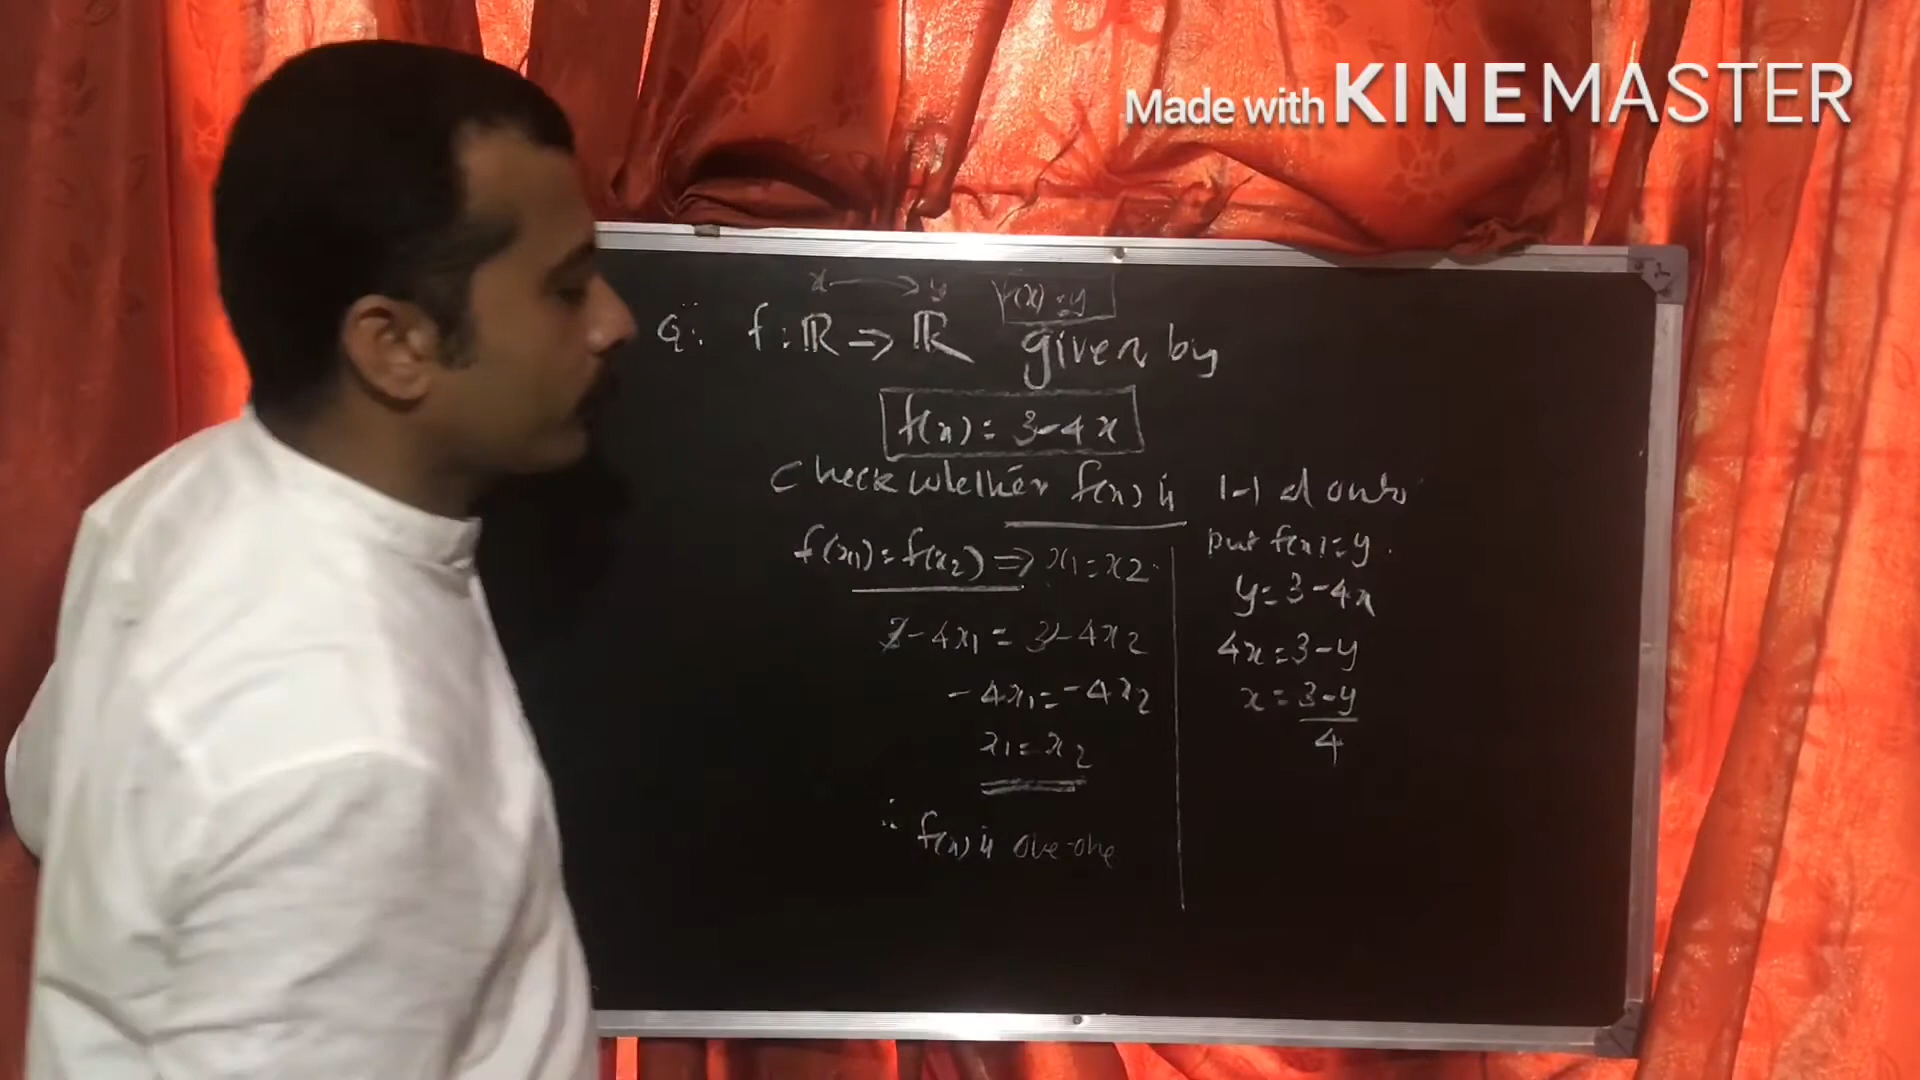 Made with KINEMASTER
x → y f(x) = y
Q: f : ℝ ⇒ ℝ given by
f(x) = 3-4x
Check whether f(x) is 1-1 & onto
f(x1) = f(x2) ⇒ x1 = x2
3-4x1 = 3-4x2
-4x1 = -4x2
x1 = x2
∴ f(x) is one-one
put f(x) = y.
y = 3-4x
4x = 3-y
x = 3-y
4